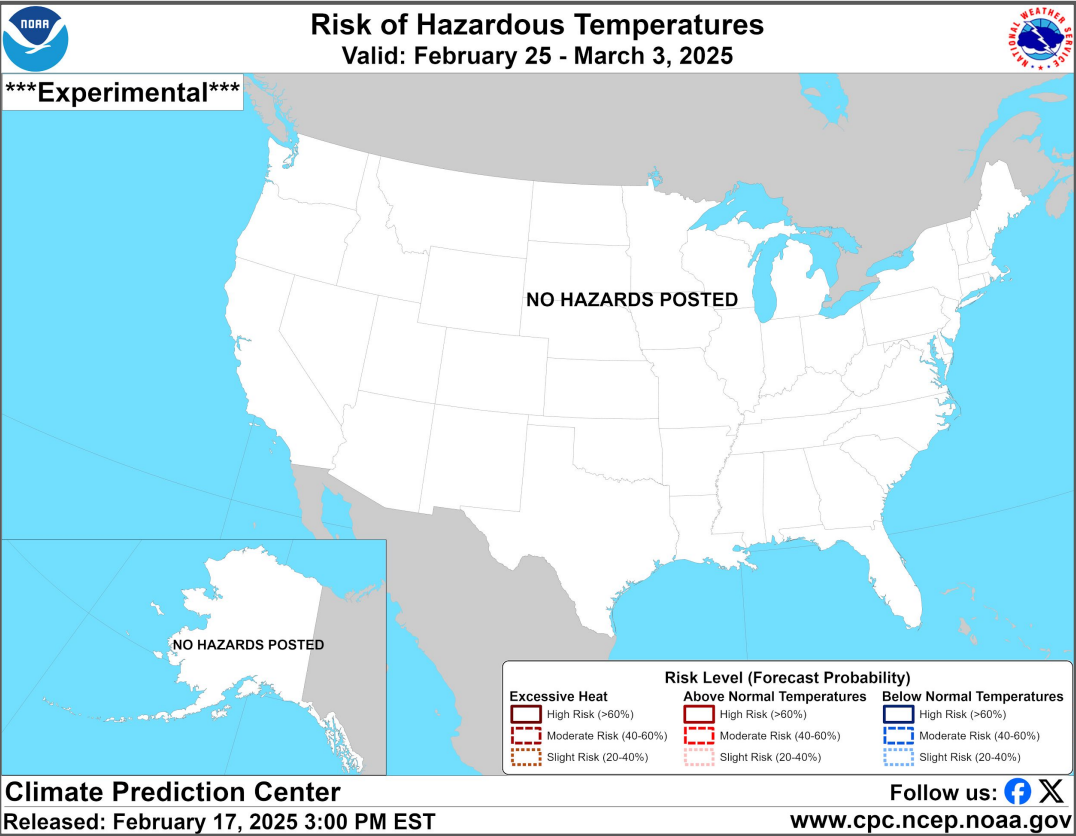 NOAA
Risk of Hazardous Temperatures
Valid: February 25 - March 3, 2025
NATIONAL WEATHER SERVICE
***Experimental***
NO HAZARDS POSTED
NO HAZARDS POSTED
Risk Level (Forecast Probability)
Excessive Heat
High Risk (>60%)
Moderate Risk (40-60%)
Slight Risk (20-40%)
Above Normal Temperatures
High Risk (>60%)
Moderate Risk (40-60%)
Slight Risk (20-40%)
Below Normal Temperatures
High Risk (>60%)
Moderate Risk (40-60%)
Slight Risk (20-40%)
Climate Prediction Center
Follow us:
Released: February 17, 2025 3:00 PM EST
www.cpc.ncep.noaa.gov